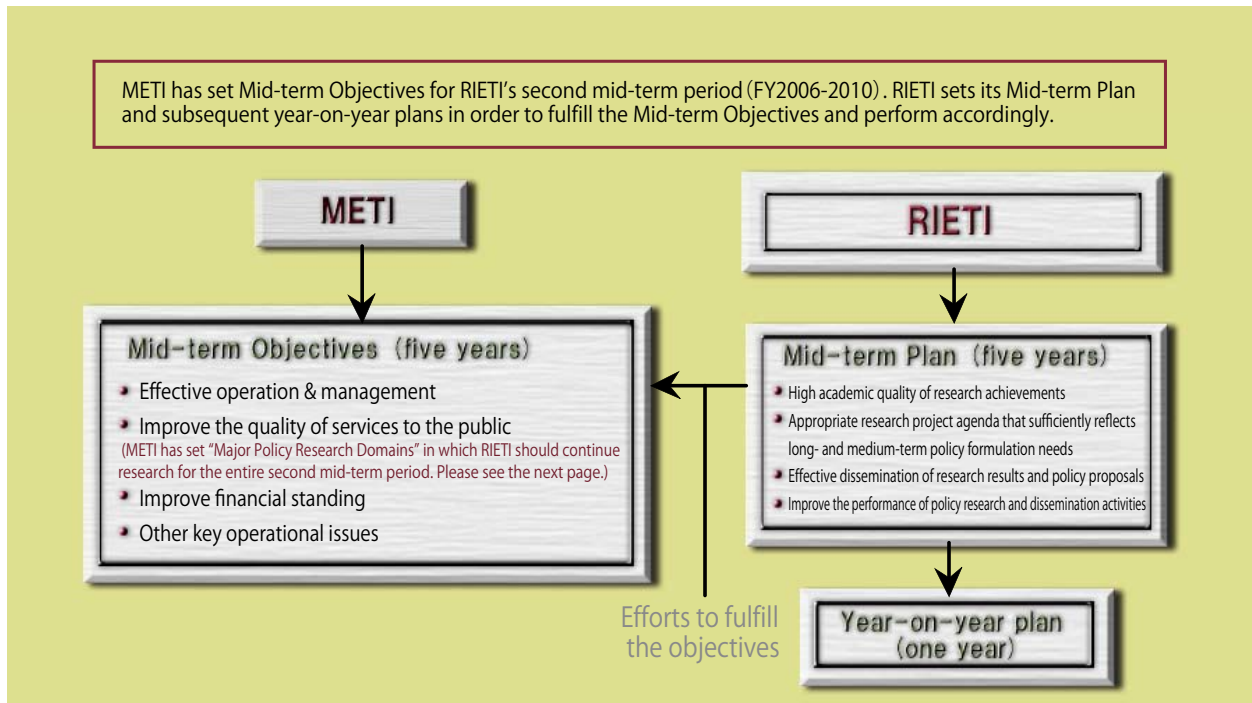 METI has set Mid-term Objectives for RIETI's second mid-term period (FY2006-2010). RIETI sets its Mid-term Plan
and subsequent year-on-year plans in order to fulfill the Mid-term Objectives and perform accordingly.
METI
Mid-term Objectives (five years)
• Effective operation & management
• Improve the quality of services to the public
(METI has set "Major Policy Research Domains" in which RIETI should continue
research for the entire second mid-term period. Please see the next page.)
• Improve financial standing
• Other key operational issues
RIETI
Mid-term Plan (five years)
• High academic quality of research achievements
• Appropriate research project agenda that sufficiently reflects
long- and medium-term policy formulation needs
• Effective dissemination of research results and policy proposals
• Improve the performance of policy research and dissemination activities
Efforts to fulfill
the objectives
Year-on-year plan
(one year)